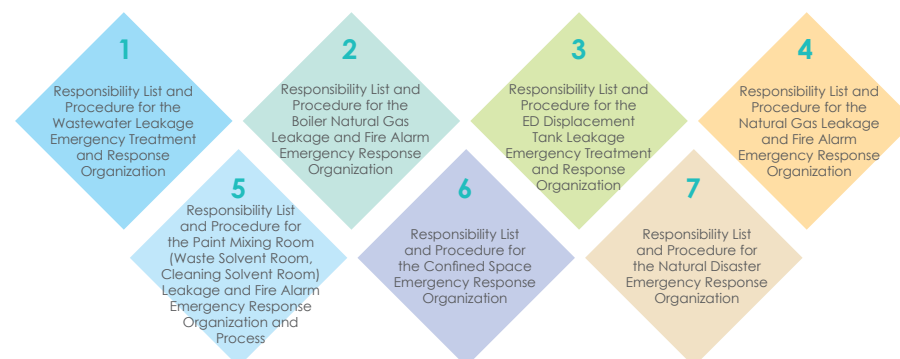 1
Responsibility List and
Procedure for the
Wastewater Leakage
Emergency Treatment
and Response
Organization
2
Responsibility List and
Procedure for the
Boiler Natural Gas
Leakage and Fire Alarm
Emergency Response
Organization
3
Responsibility List and
Procedure for the
ED Displacement
Tank Leakage
Emergency Treatment
and Response
Organization
4
Responsibility List and
Procedure for the
Natural Gas Leakage
and Fire Alarm
Emergency Response
Organization
5
Responsibility List
and Procedure for
the Paint Mixing Room
(Waste Solvent Room,
Cleaning Solvent Room)
Leakage and Fire Alarm
Emergency Response
Organization and
Process
6
Responsibility List
and Procedure for
the Confined Space
Emergency Response
Organization
7
Responsibility List
and Procedure for
the Natural Disaster
Emergency Response
Organization